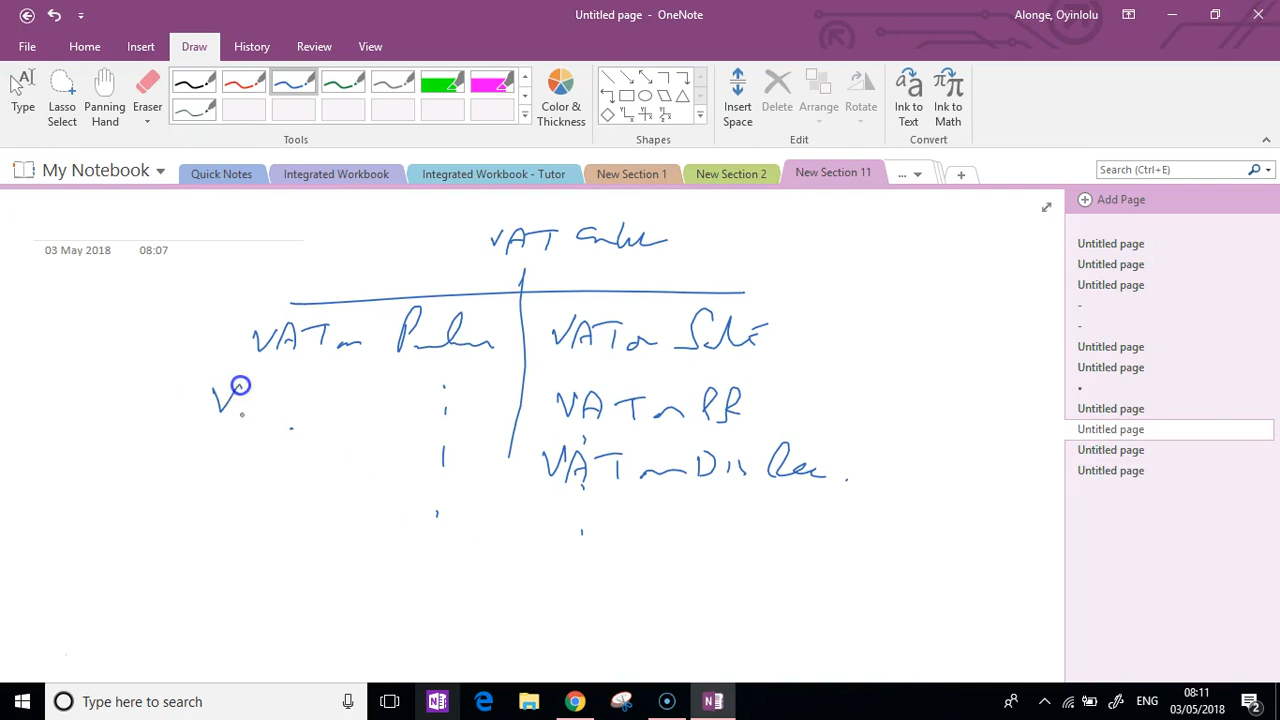 Untitled page - OneNote
Alonge, Oyinlolu
File Home Insert Draw History Review View
Type
Lasso Select
Panning Hand
Eraser
Color & Thickness
Insert Space
Delete
Arrange
Rotate
Ink to Text
Ink to Math
Tools
Shapes
Edit
Convert
My Notebook
Quick Notes
Integrated Workbook
Integrated Workbook - Tutor
New Section 1
New Section 2
New Section 11
...
Search (Ctrl+E)
Add Page
03 May 2018 08:07
VAT
VAT on
VAT on Sale
V
VAT on PR
VAT on Dis Rec.
Untitled page
Untitled page
Untitled page
-
-
Untitled page
Untitled page
•
Untitled page
Untitled page
Untitled page
Untitled page
Type here to search
ENG
08:11
03/05/2018
2